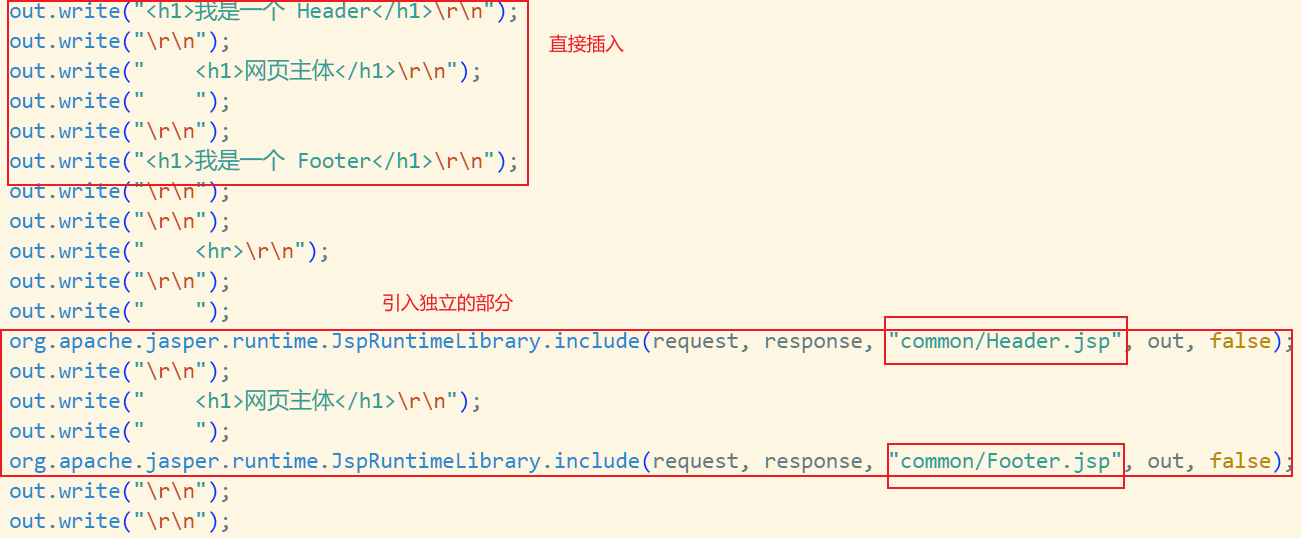 out.write("<h1>我是一个 Header</h1>\r\n");
out.write("\r\n");
直接插入
out.write("    <h1>网页主体</h1>\r\n");
out.write("    ");
out.write("\r\n");
out.write("<h1>我是一个 Footer</h1>\r\n");
out.write("\r\n");
out.write("\r\n");
out.write("    <hr>\r\n");
out.write("\r\n");
引入独立的部分
out.write("    ");
org.apache.jasper.runtime.JspRuntimeLibrary.include(request, response, "common/Header.jsp", out, false);
out.write("\r\n");
out.write("    <h1>网页主体</h1>\r\n");
out.write("    ");
org.apache.jasper.runtime.JspRuntimeLibrary.include(request, response, "common/Footer.jsp", out, false);
out.write("\r\n");
out.write("\r\n");